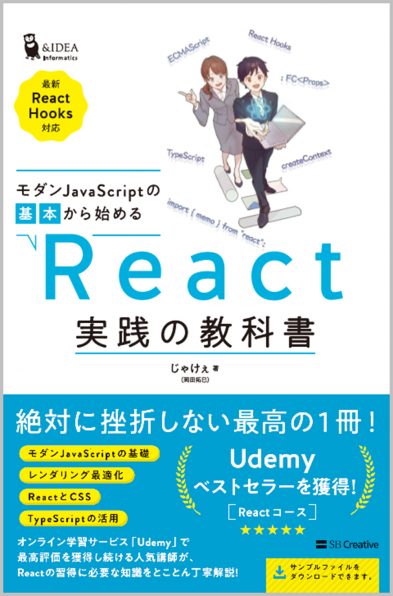 &IDEA
Informatics
最新
React
Hooks
対応
ECMAScript
React Hooks
: FC<Props>
TypeScript
createContext
import { memo } from "react";
モダンJavaScriptの
基本から始める
React
実践の教科書
じゃけぇ 著
(岡田拓巳)
絶対に挫折しない最高の1冊!
モダンJavaScriptの基礎
レンダリング最適化
ReactとCSS
TypeScriptの活用
Udemy
ベストセラーを獲得!
[Reactコース]
★★★★★
オンライン学習サービス「Udemy」で
最高評価を獲得し続ける人気講師が、
Reactの習得に必要な知識をとことん丁寧解説!
SB Creative
サンプルファイルを
ダウンロードできます。